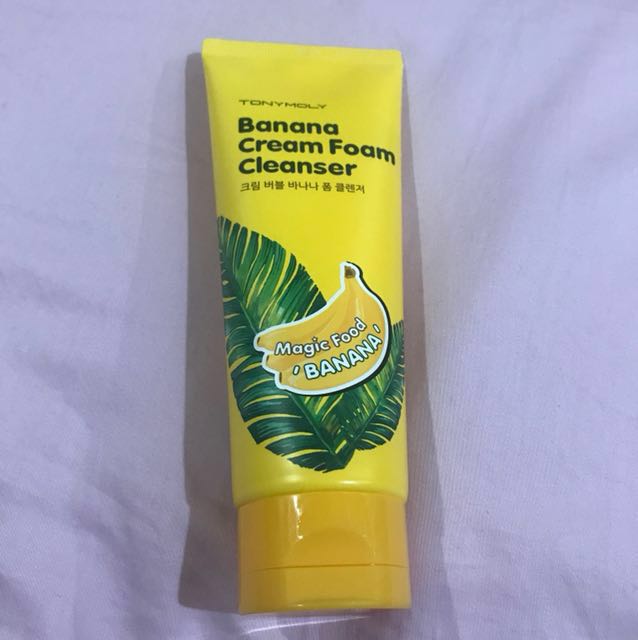 TONYMOLY
Banana
Cream Foam
Cleanser
크림 버블 바나나 폼 클렌저
Magic Food
'BANANA'